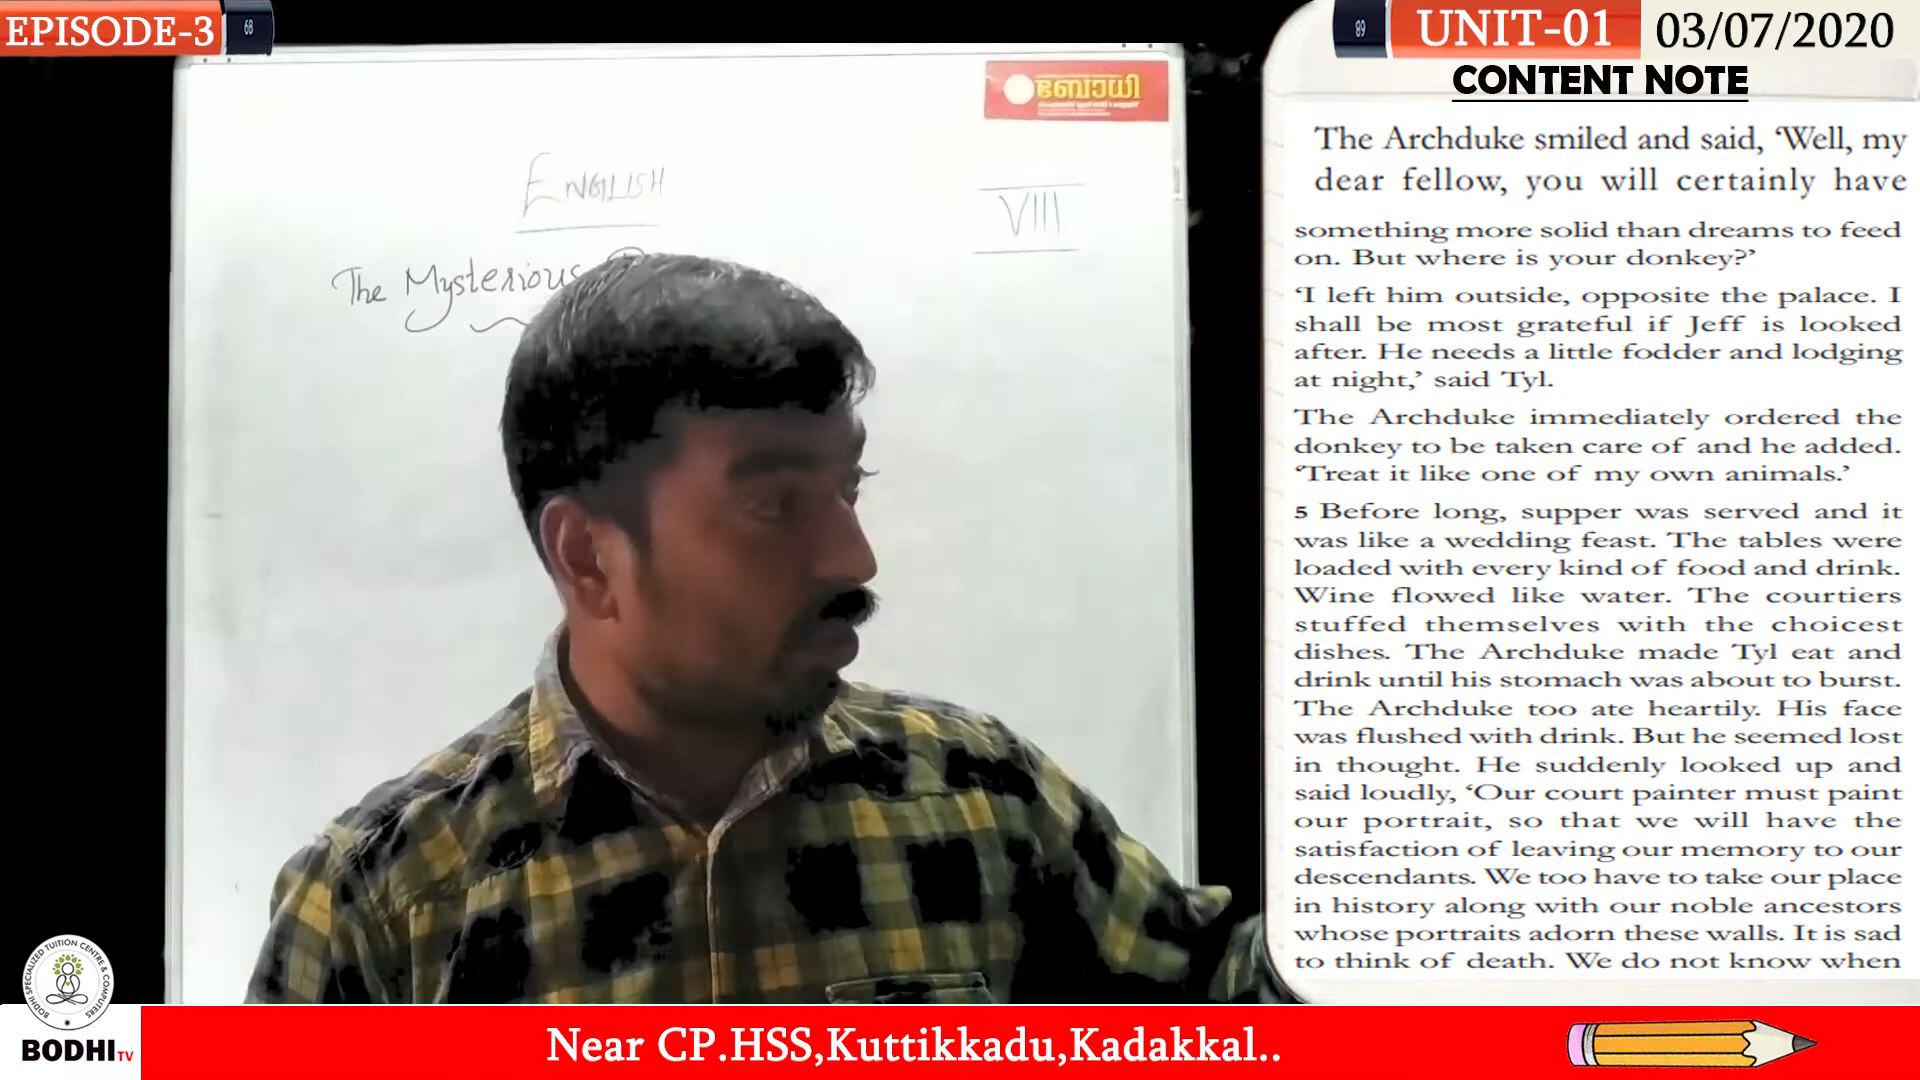 EPISODE-3
68
ബോധി
ENGLISH
VIII
The Mysterious
89
UNIT-01
03/07/2020
CONTENT NOTE
The Archduke smiled and said, ‘Well, my
dear fellow, you will certainly have
something more solid than dreams to feed
on. But where is your donkey?’
‘I left him outside, opposite the palace. I
shall be most grateful if Jeff is looked
after. He needs a little fodder and lodging
at night,’ said Tyl.
The Archduke immediately ordered the
donkey to be taken care of and he added.
‘Treat it like one of my own animals.’
5 Before long, supper was served and it
was like a wedding feast. The tables were
loaded with every kind of food and drink.
Wine flowed like water. The courtiers
stuffed themselves with the choicest
dishes. The Archduke made Tyl eat and
drink until his stomach was about to burst.
The Archduke too ate heartily. His face
was flushed with drink. But he seemed lost
in thought. He suddenly looked up and
said loudly, ‘Our court painter must paint
our portrait, so that we will have the
satisfaction of leaving our memory to our
descendants. We too have to take our place
in history along with our noble ancestors
whose portraits adorn these walls. It is sad
to think of death. We do not know when
BODHI SPECIALIZED TUITION CENTRE & COMPUTERS
BODHI TV
Near CP.HSS,Kuttikkadu,Kadakkal..